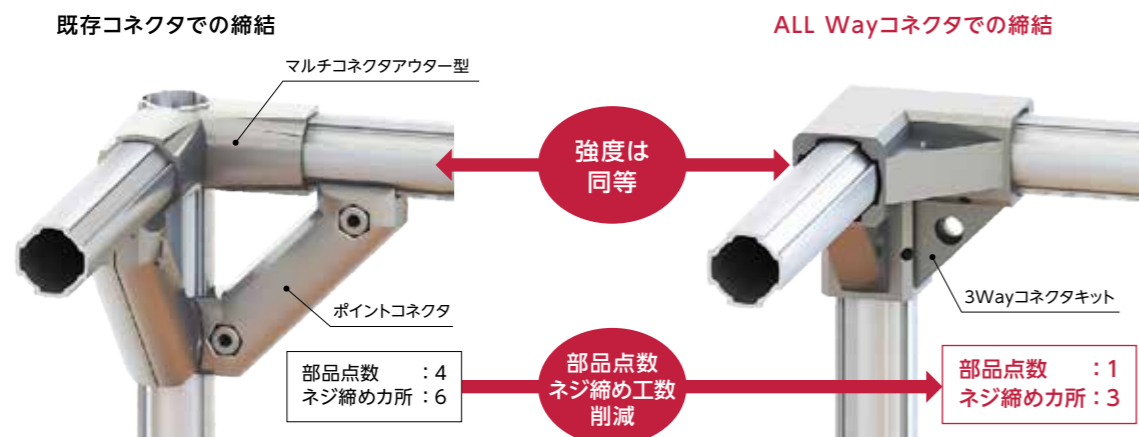 既存コネクタでの締結
ALL Wayコネクタでの締結
マルチコネクタアウター型
強度は
同等
ポイントコネクタ
3Wayコネクタキット
部品点数 :4
ネジ締めカ所:6
部品点数
ネジ締め工数
削減
部品点数 :1
ネジ締めカ所:3